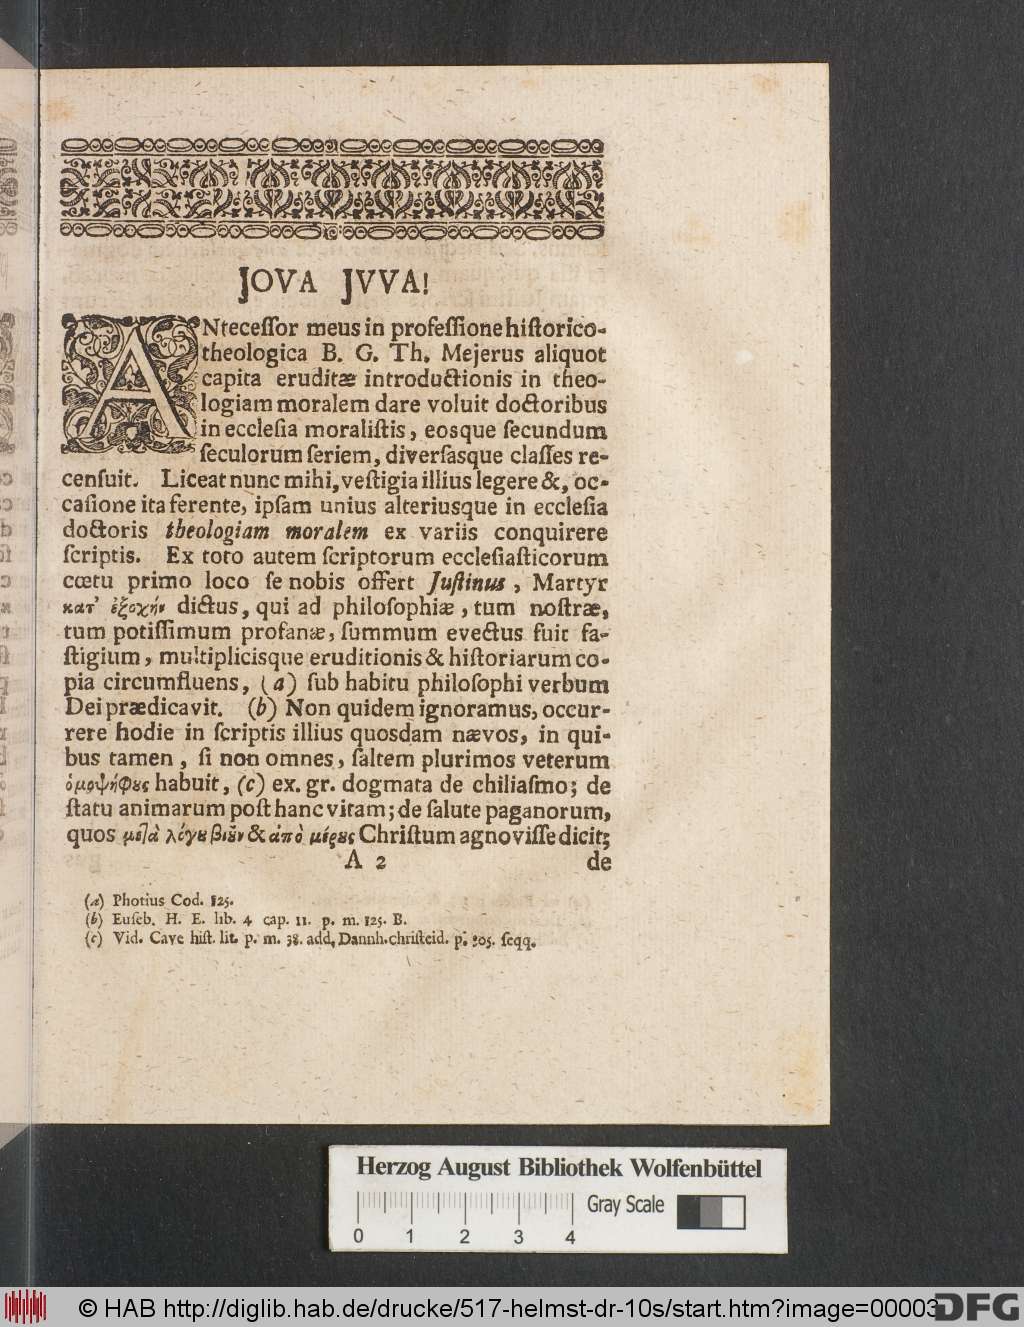 JOVA JVVA!
ANteceſſor meus in profeſſione hiſtorico-
theologica B. G. Th. Mejerus aliquot
capita eruditæ introductionis in theo-
logiam moralem dare voluit doctoribus
in eccleſia moraliſtis, eosque ſecundum
ſeculorum ſeriem, diverſasque claſſes re-
cenſuit. Liceat nunc mihi, veſtigia illius legere &, oc-
caſione ita ferente, ipſam unius alteriusque in eccleſia
doctoris theologiam moralem ex variis conquirere
ſcriptis. Ex toto autem ſcriptorum eccleſiaſticorum
cœtu primo loco ſe nobis offert Juſtinus, Martyr
κατ' ἐξοχήν dictus, qui ad philoſophiæ, tum noſtræ,
tum potiſſimum profanæ, ſummum evectus fuit fa-
ſtigium, multiplicisque eruditionis & hiſtoriarum co-
pia circumfluens, (a) ſub habitu philoſophi verbum
Dei prædicavit. (b) Non quidem ignoramus, occur-
rere hodie in ſcriptis illius quosdam nævos, in qui-
bus tamen, ſi non omnes, ſaltem plurimos veterum
ὁμοψήφους habuit, (c) ex. gr. dogmata de chiliaſmo; de
ſtatu animarum poſt hanc vitam; de ſalute paganorum,
quos μετὰ λόγου βιοῦν & ἀπὸ μέρους Chriſtum agnoviſſe dicit;
A 2 de
(a) Photius Cod. 125.
(b) Euſeb. H. E. lib. 4 cap. 11. p. m. 125. B.
(c) Vid. Cave hiſt. lit. p. m. 38. add. Dannh. chriſteid. p. ſeqq.
Herzog August Bibliothek Wolfenbüttel
Gray Scale
0 1 2 3 4
© HAB http://diglib.hab.de/drucke/517-helmst-dr-10s/start.htm?image=00003
DFG